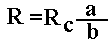 R = R_c a/b